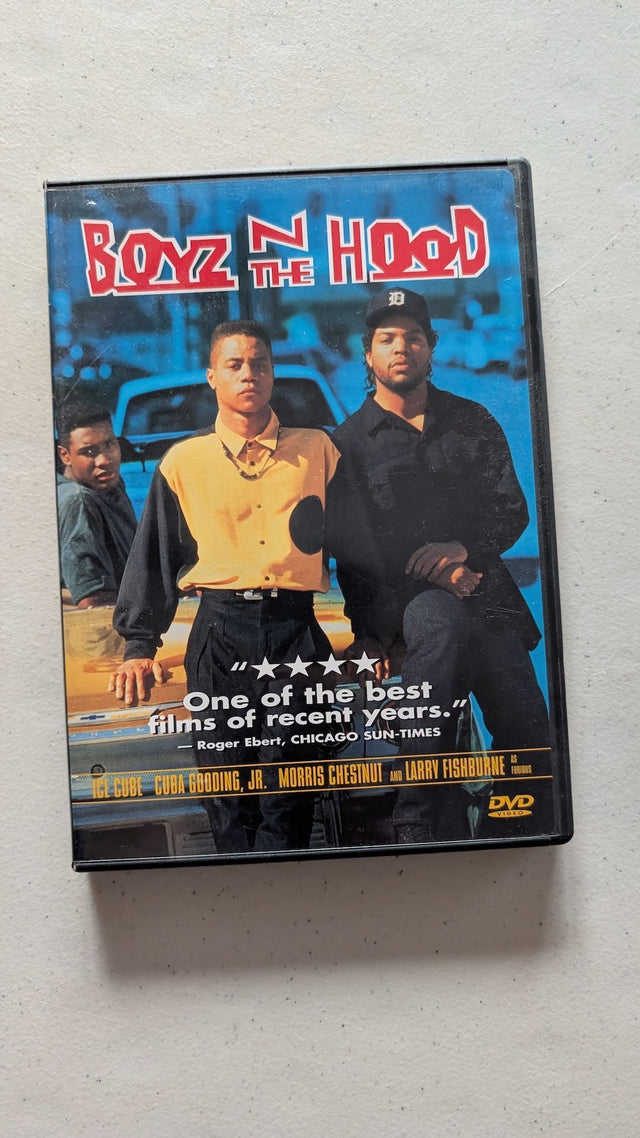 BOYZ N THE HOOD
D
"★★★★
One of the best
films of recent years."
— Roger Ebert, CHICAGO SUN-TIMES
ICE CUBE CUBA GOODING, JR. MORRIS CHESTNUT AND LARRY FISHBURNE AS FURIOUS
DVD
VIDEO